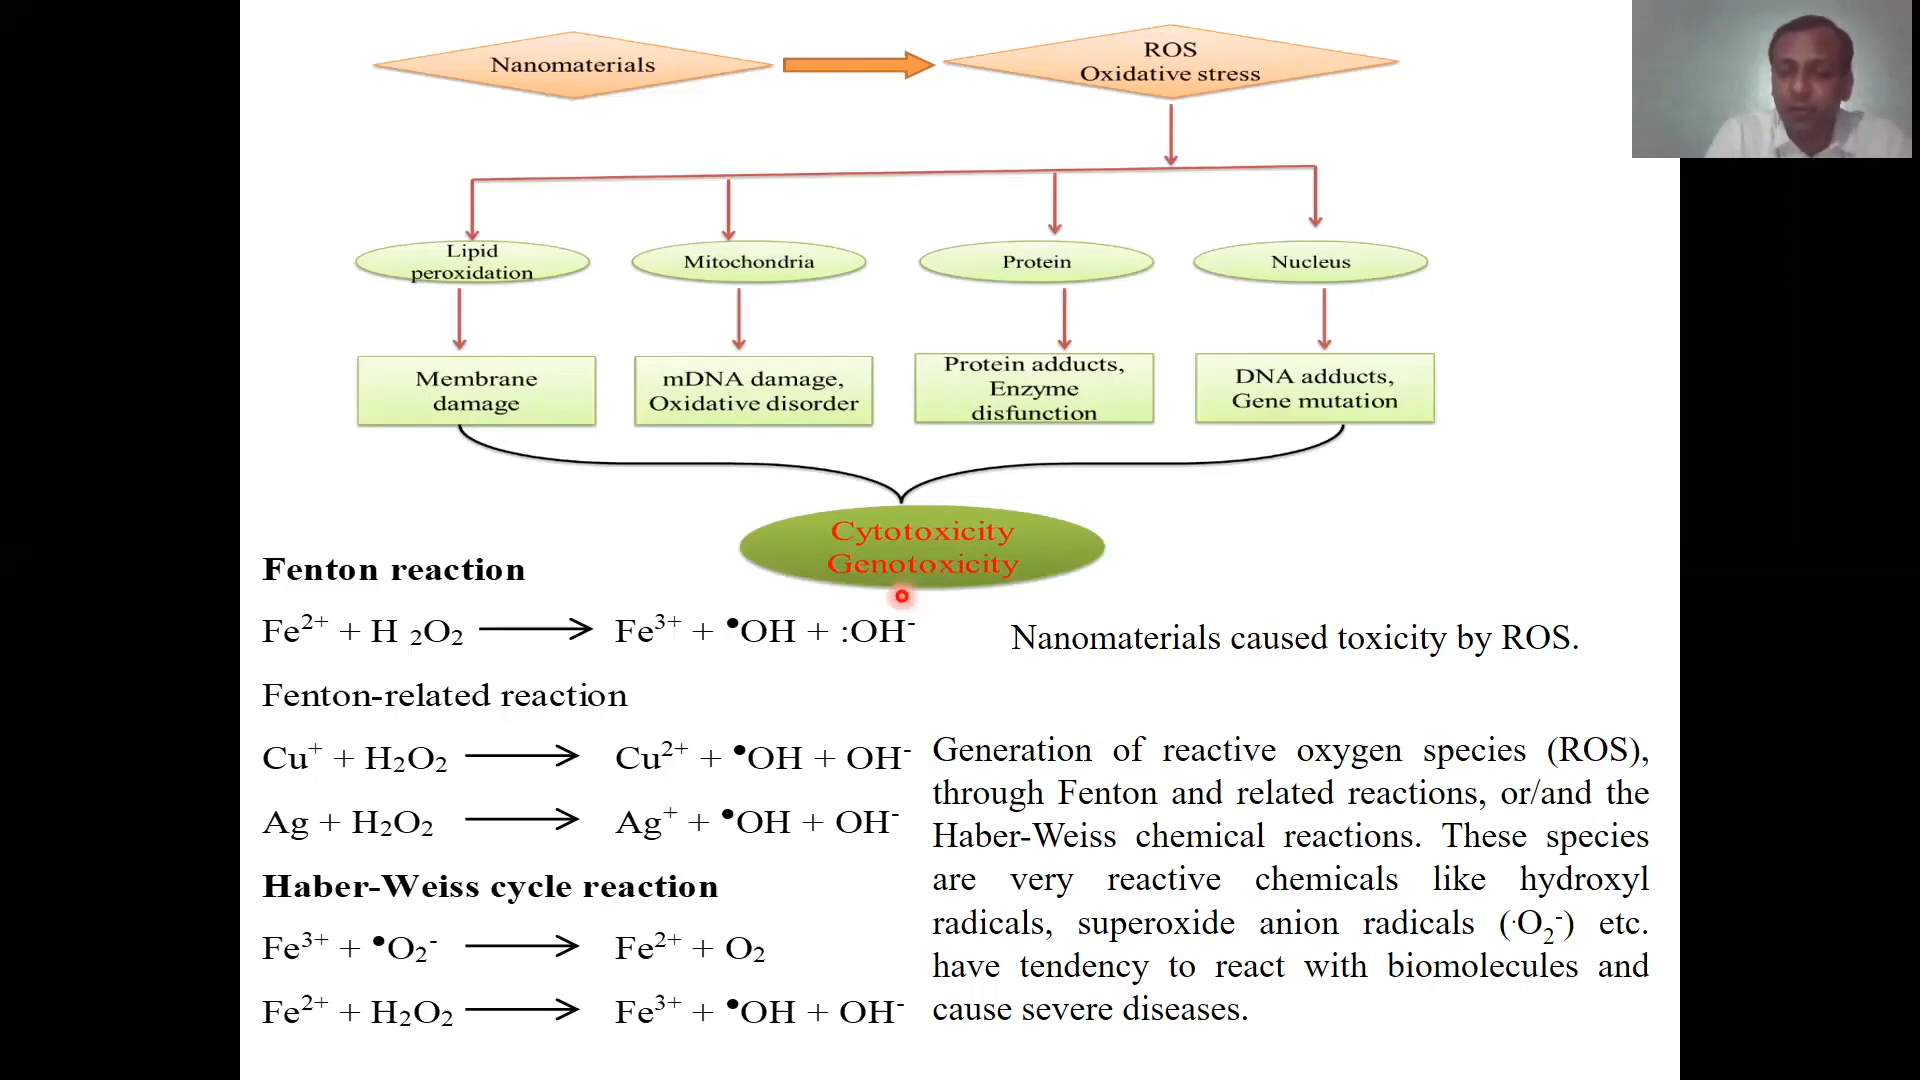 Nanomaterials
ROS
Oxidative stress
Lipid
peroxidation
Mitochondria
Protein
Nucleus
Membrane
damage
mDNA damage,
Oxidative disorder
Protein adducts,
Enzyme
disfunction
DNA adducts,
Gene mutation
Cytotoxicity
Genotoxicity
Fenton reaction
Fe²⁺ + H ₂O₂ ⟶ Fe³⁺ + •OH + :OH⁻
Nanomaterials caused toxicity by ROS.
Fenton-related reaction
Cu⁺ + H₂O₂ ⟶ Cu²⁺ + •OH + OH⁻
Ag + H₂O₂ ⟶ Ag⁺ + •OH + OH⁻
Haber-Weiss cycle reaction
Fe³⁺ + •O₂⁻ ⟶ Fe²⁺ + O₂
Fe²⁺ + H₂O₂ ⟶ Fe³⁺ + •OH + OH⁻
Generation of reactive oxygen species (ROS),
through Fenton and related reactions, or/and the
Haber-Weiss chemical reactions. These species
are very reactive chemicals like hydroxyl
radicals, superoxide anion radicals (·O₂⁻) etc.
have tendency to react with biomolecules and
cause severe diseases.